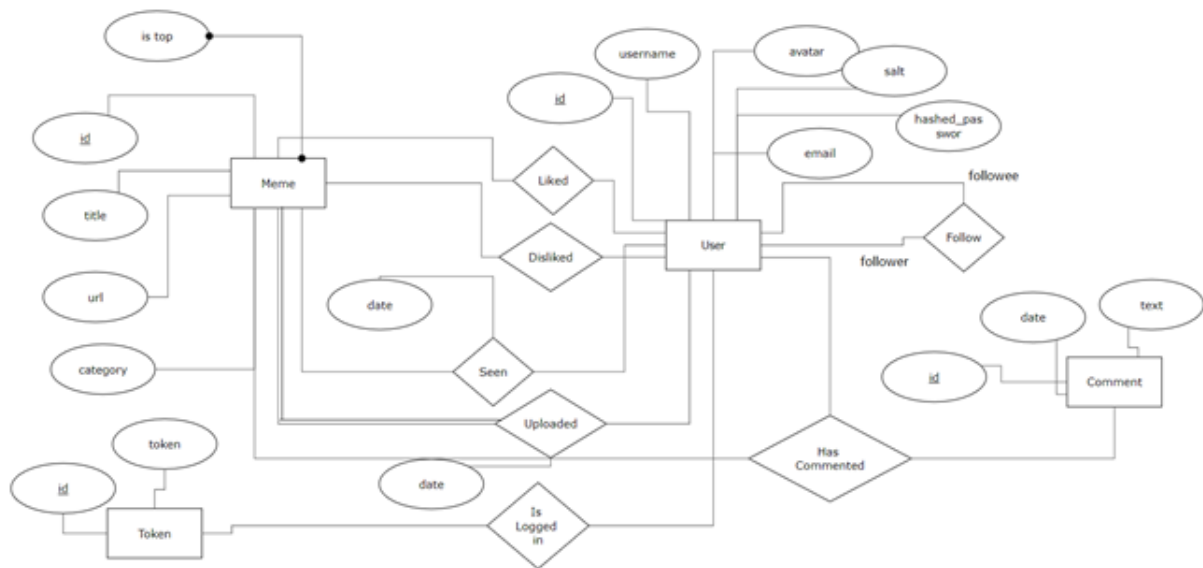 is top
username
avatar
salt
id
hashed_pas
swor
id
email
Meme
Liked
followee
title
User
Follow
Disliked
follower
url
date
text
date
category
Seen
id
Comment
Uploaded
token
Has
Commented
id
date
Is
Logged
in
Token